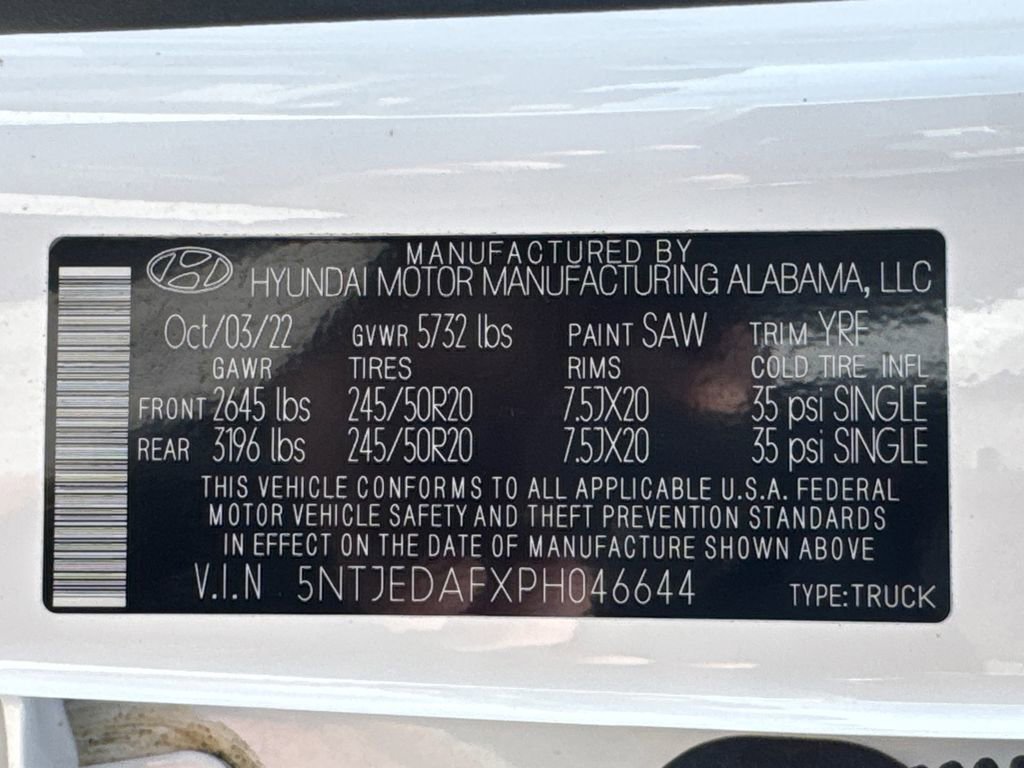 MANUFACTURED BY
HYUNDAI MOTOR MANUFACTURING ALABAMA, LLC
Oct/03/22 GVWR 5732 lbs PAINT SAW TRIM YRF
GAWR TIRES RIMS COLD TIRE INFL
FRONT 2645 lbs 245/50R20 7.5JX20 35 psi SINGLE
REAR 3196 lbs 245/50R20 7.5JX20 35 psi SINGLE
THIS VEHICLE CONFORMS TO ALL APPLICABLE U.S.A. FEDERAL
MOTOR VEHICLE SAFETY AND THEFT PREVENTION STANDARDS
IN EFFECT ON THE DATE OF MANUFACTURE SHOWN ABOVE
V.I.N 5NTJEDAFXPH046644 TYPE:TRUCK